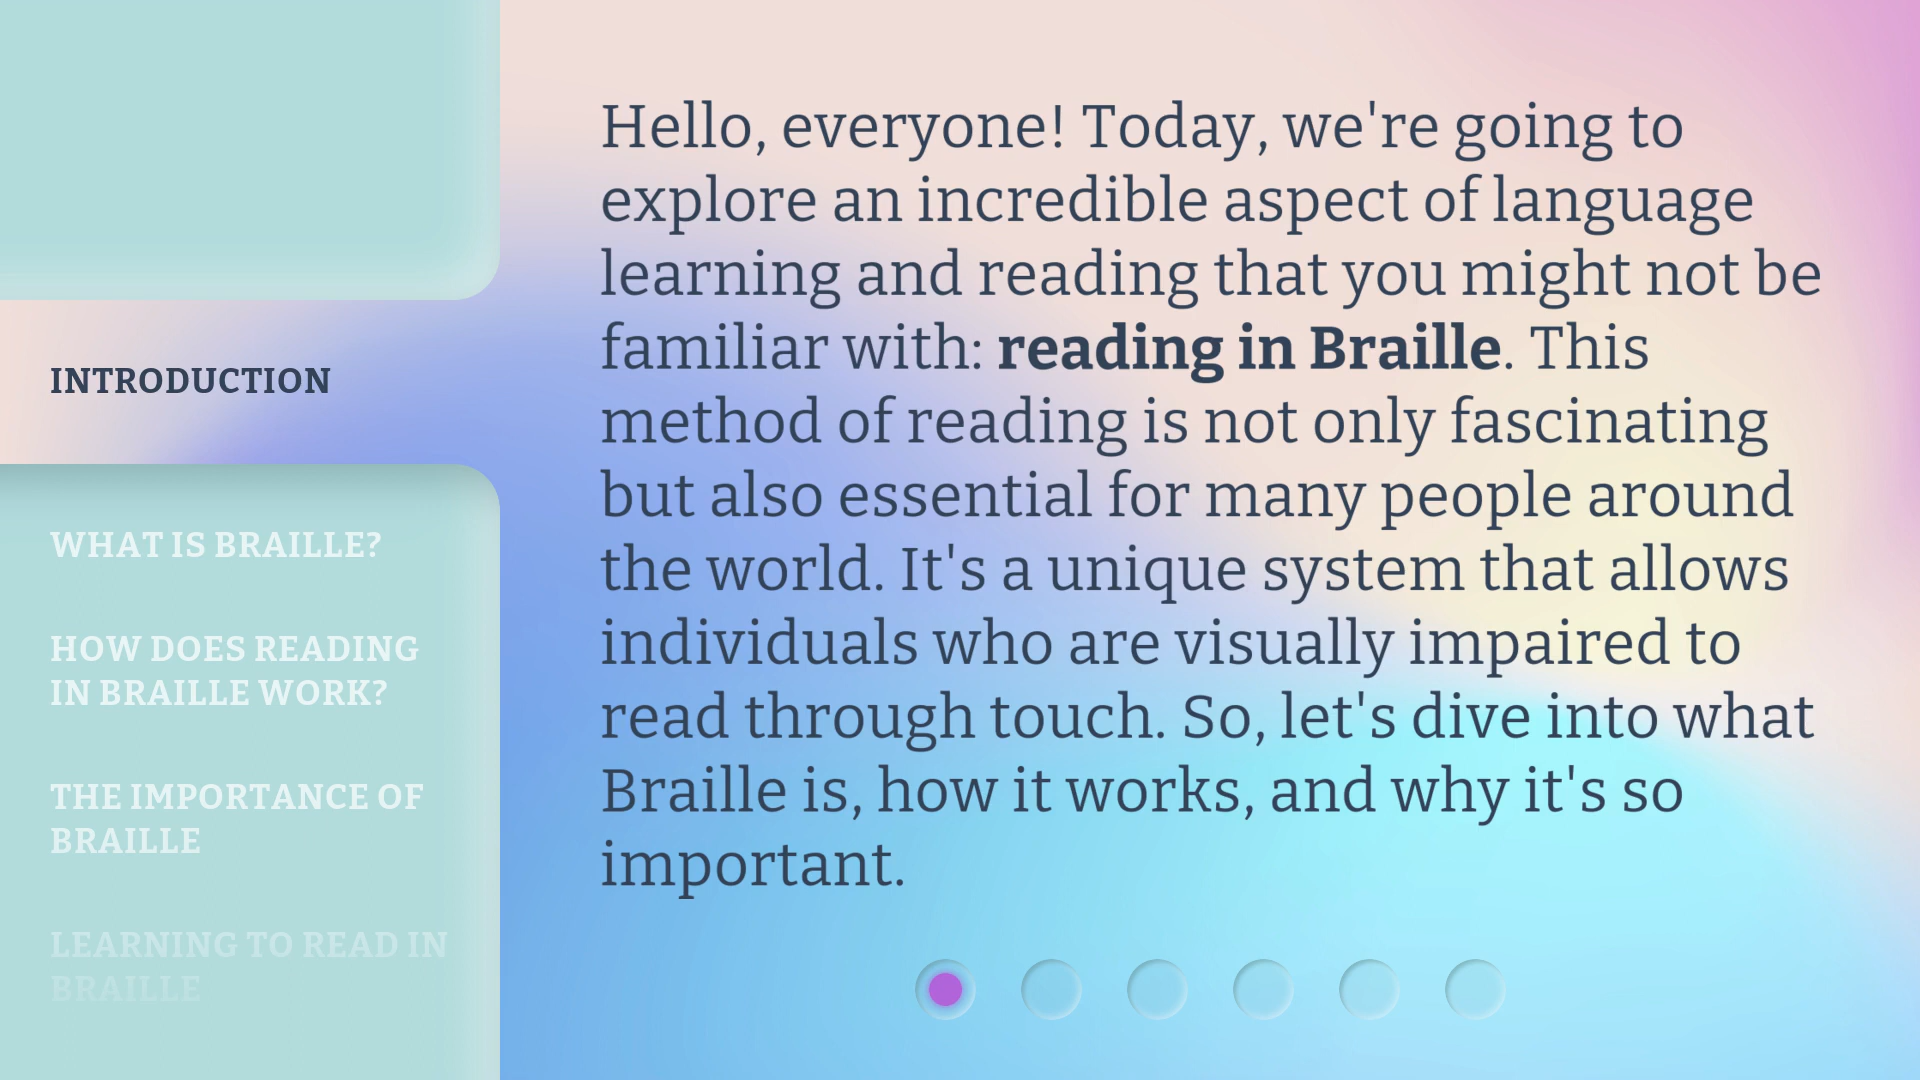 INTRODUCTION
WHAT IS BRAILLE?
HOW DOES READING
IN BRAILLE WORK?
THE IMPORTANCE OF
BRAILLE
LEARNING TO READ IN
BRAILLE
Hello, everyone! Today, we're going to
explore an incredible aspect of language
learning and reading that you might not be
familiar with: reading in Braille. This
method of reading is not only fascinating
but also essential for many people around
the world. It's a unique system that allows
individuals who are visually impaired to
read through touch. So, let's dive into what
Braille is, how it works, and why it's so
important.